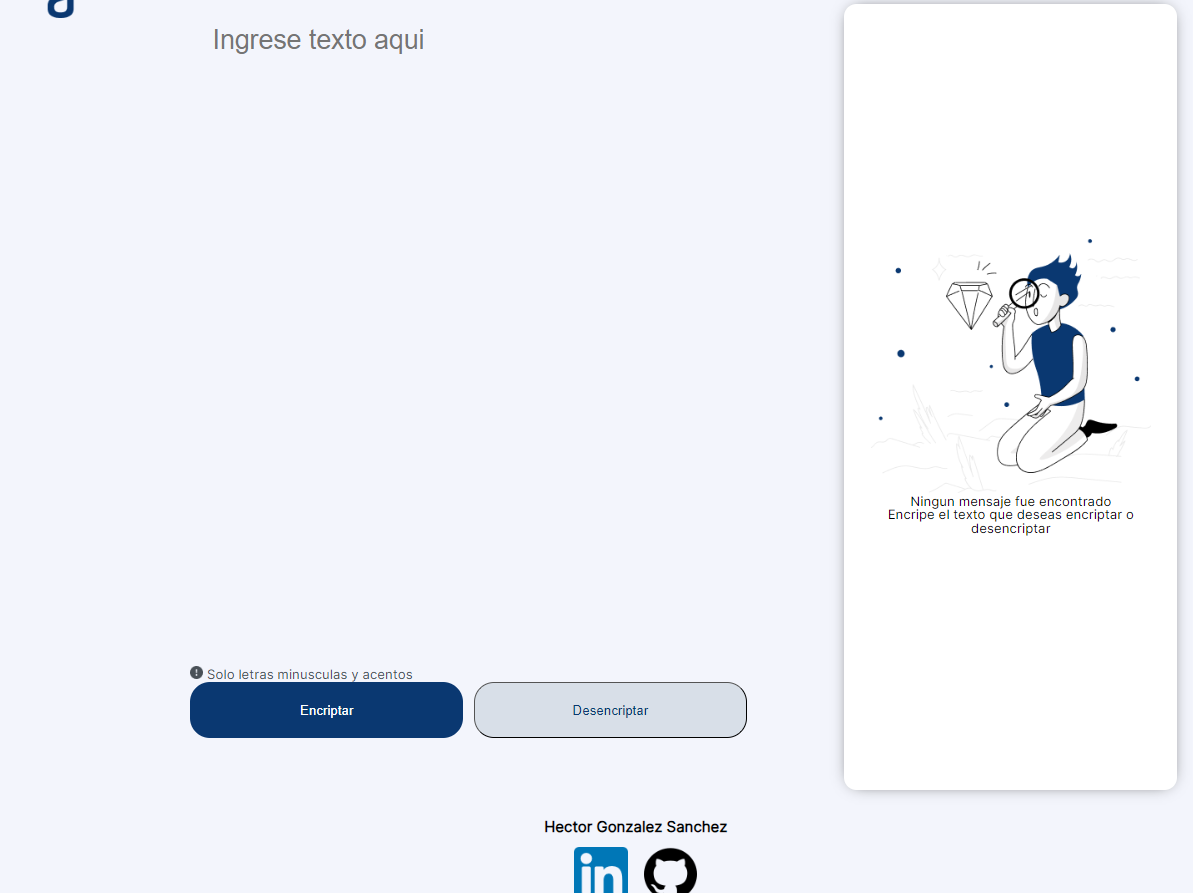 a
Ingrese texto aqui
Ningun mensaje fue encontrado
Encripe el texto que deseas encriptar o
desencriptar
Solo letras minusculas y acentos
Encriptar
Desencriptar
Hector Gonzalez Sanchez
in